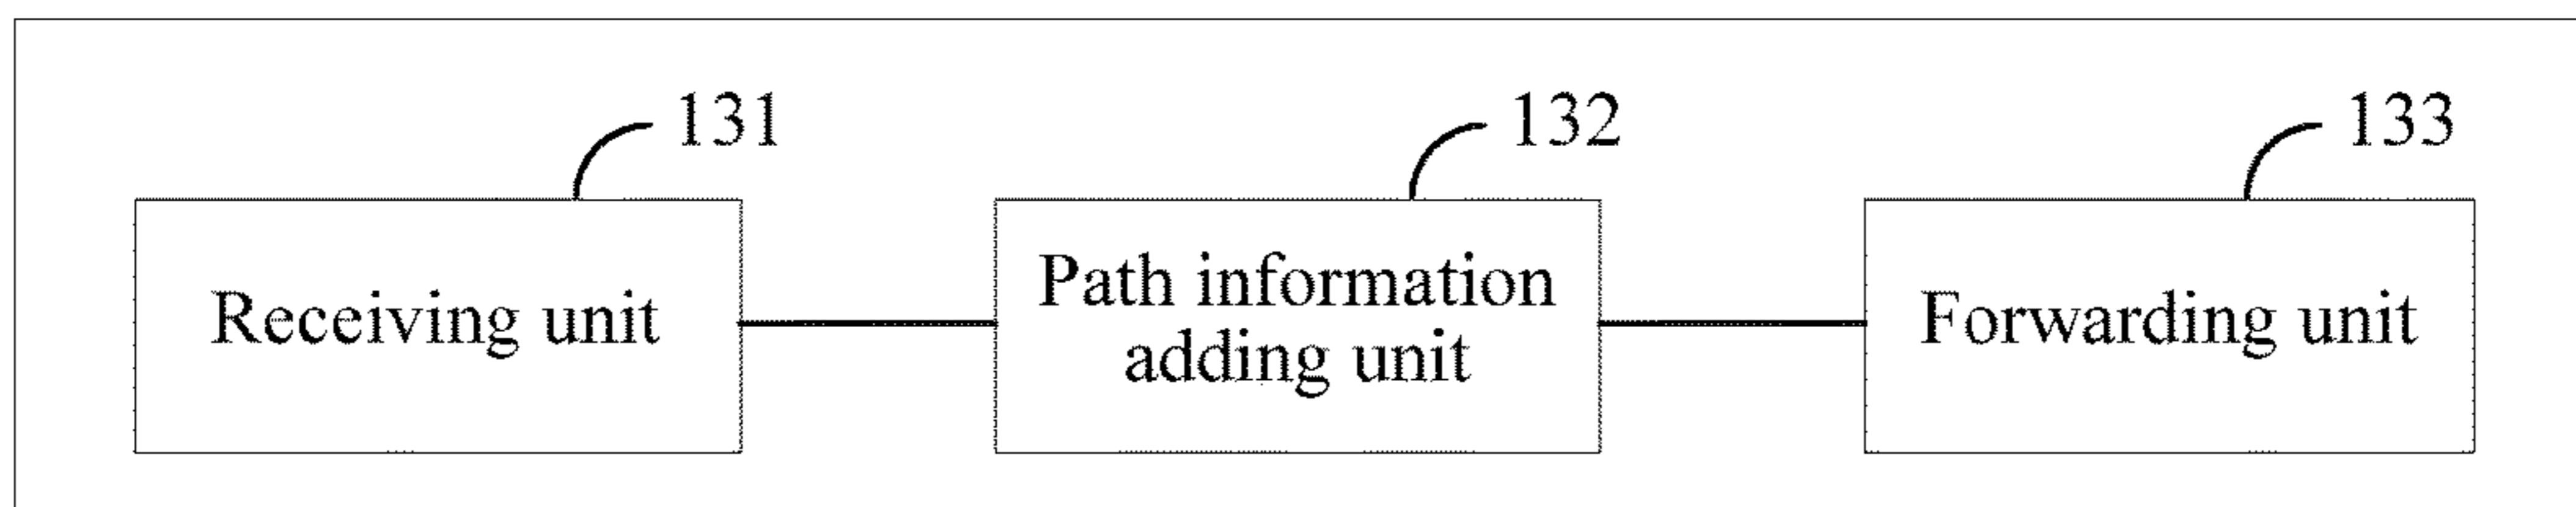 131
132
133
Receiving unit
Path information
adding unit
Forwarding unit